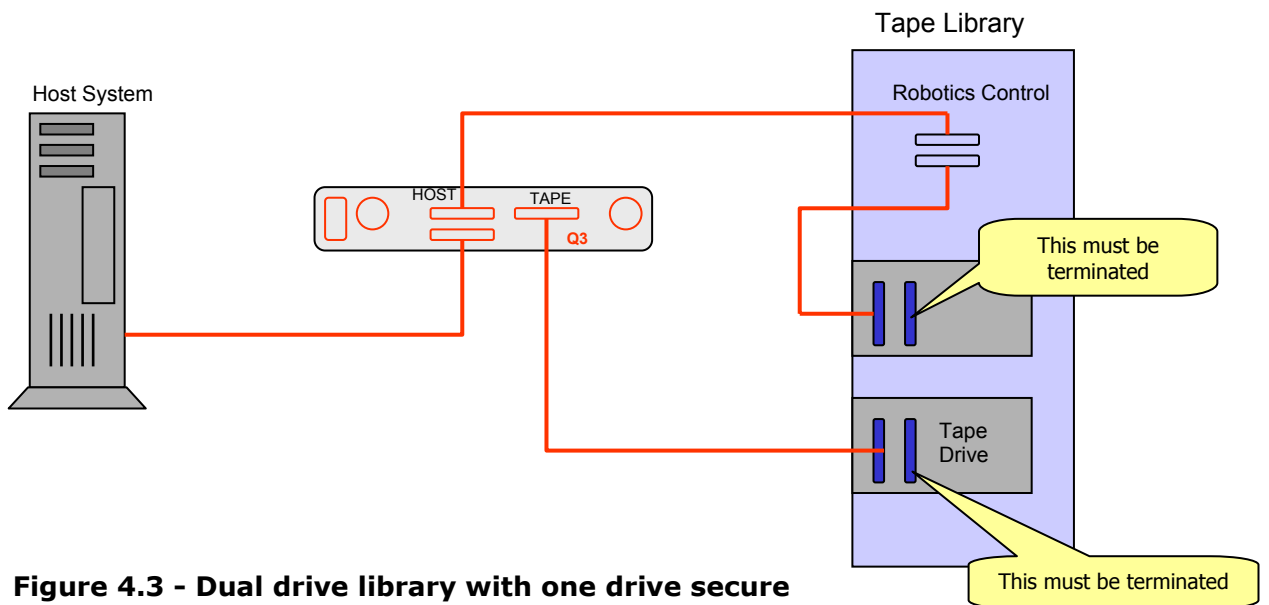 Tape Library
Host System
Robotics Control
HOST
TAPE
Q3
This must be
terminated
Tape
Drive
This must be terminated
Figure 4.3 - Dual drive library with one drive secure